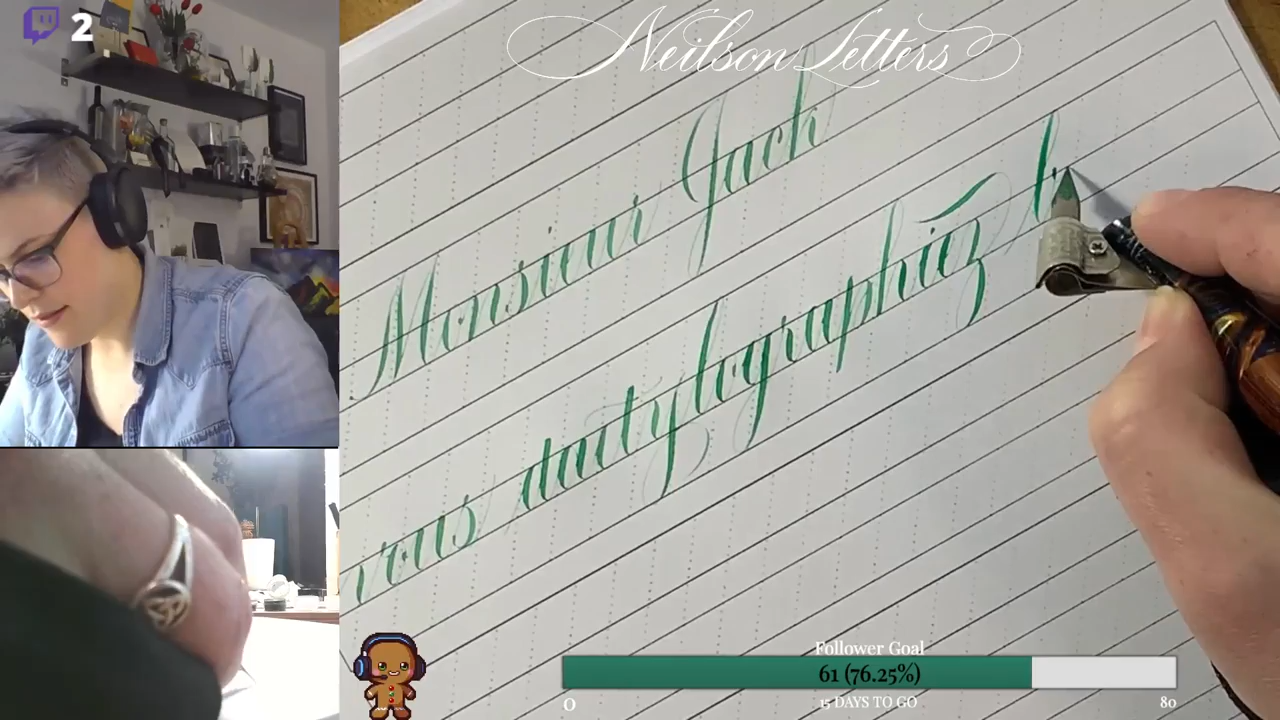 2
Neilson Letters
Monsieur Jack
vous dactylographiez b
Follower Goal
61 (76.25%)
0 15 DAYS TO GO 80